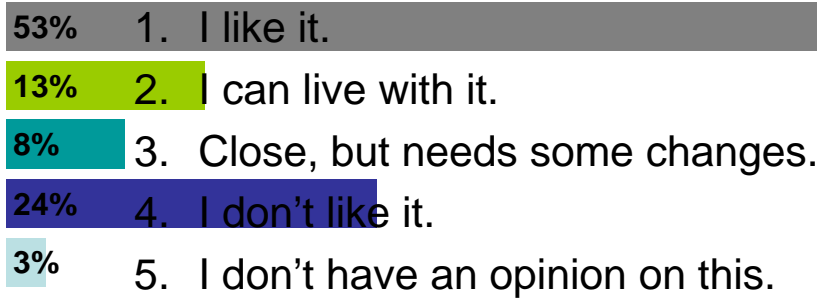 53% 1. I like it.
13% 2. I can live with it.
8% 3. Close, but needs some changes.
24% 4. I don't like it.
3% 5. I don't have an opinion on this.